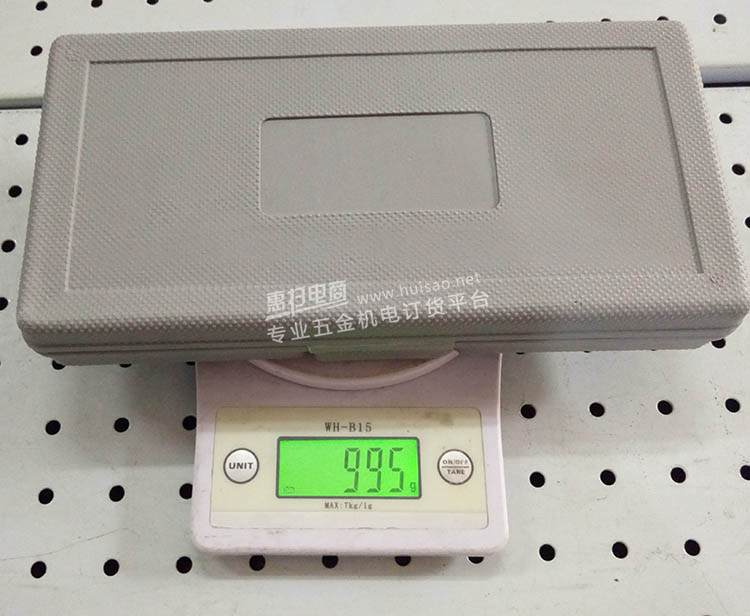 惠扫电商 www.huisao.net
专业五金机电订货平台
WH-B15
UNIT
995g
ON/OFF
TARE
MAX:7kg/1g